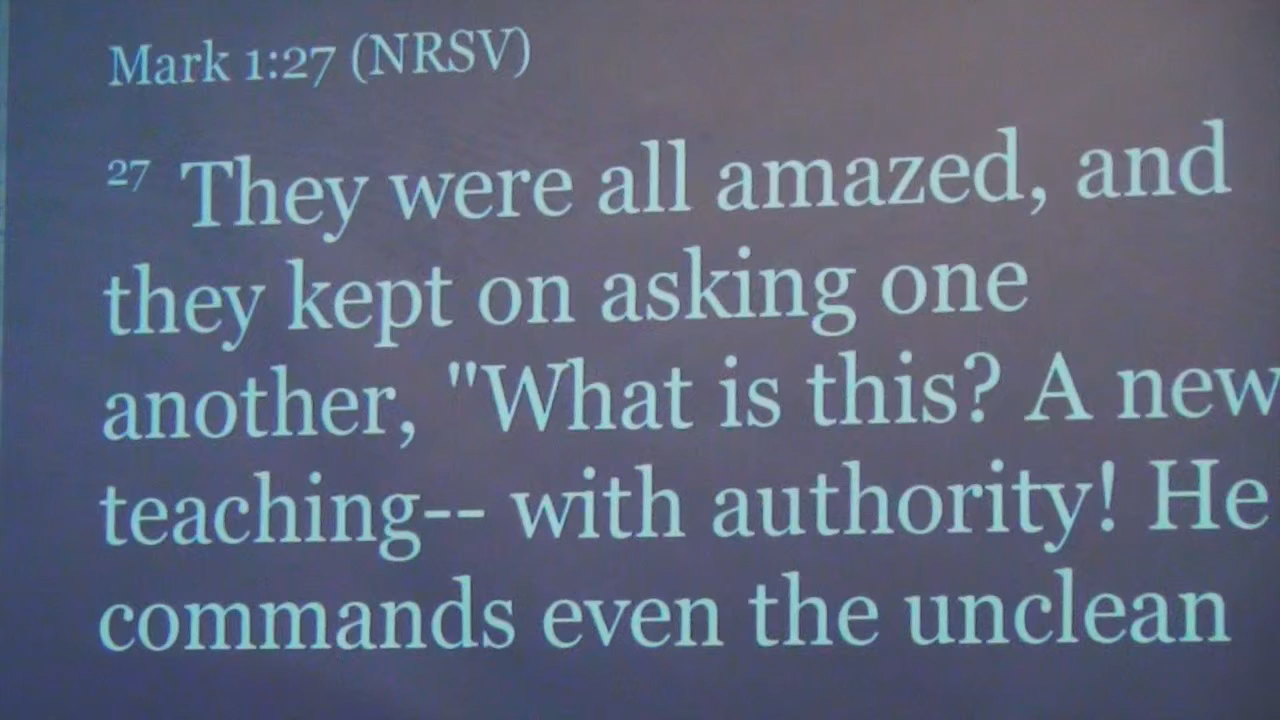 Mark 1:27 (NRSV)
27 They were all amazed, and
they kept on asking one
another, "What is this? A new
teaching-- with authority! He
commands even the unclean